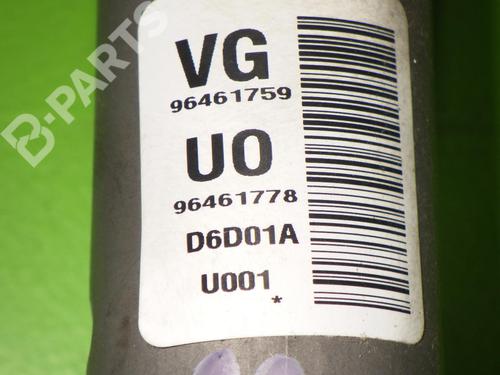 B-PARTS
VG
96461759
UO
96461778
D6D01A
U001
*